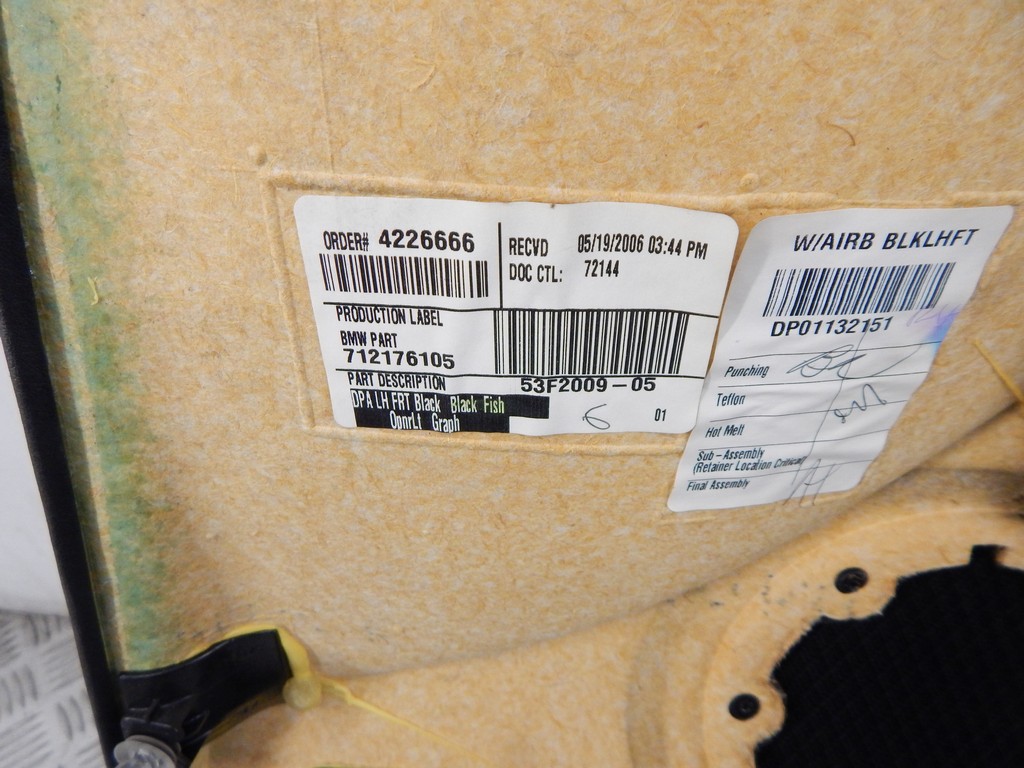 ORDER# 4226666
RECVD 05/19/2006 03:44 PM
DOC CTL: 72144
PRODUCTION LABEL
BMW PART
712176105
PART DESCRIPTION
53F2009-05
DP A LH FRT Black Black Fish
OpnrLt Graph
6
01
W/AIRB BLKLHFT
DP01132151
Punching
Teflon
Hot Melt
Sub-Assembly
(Retainer Location Critical)
Final Assembly